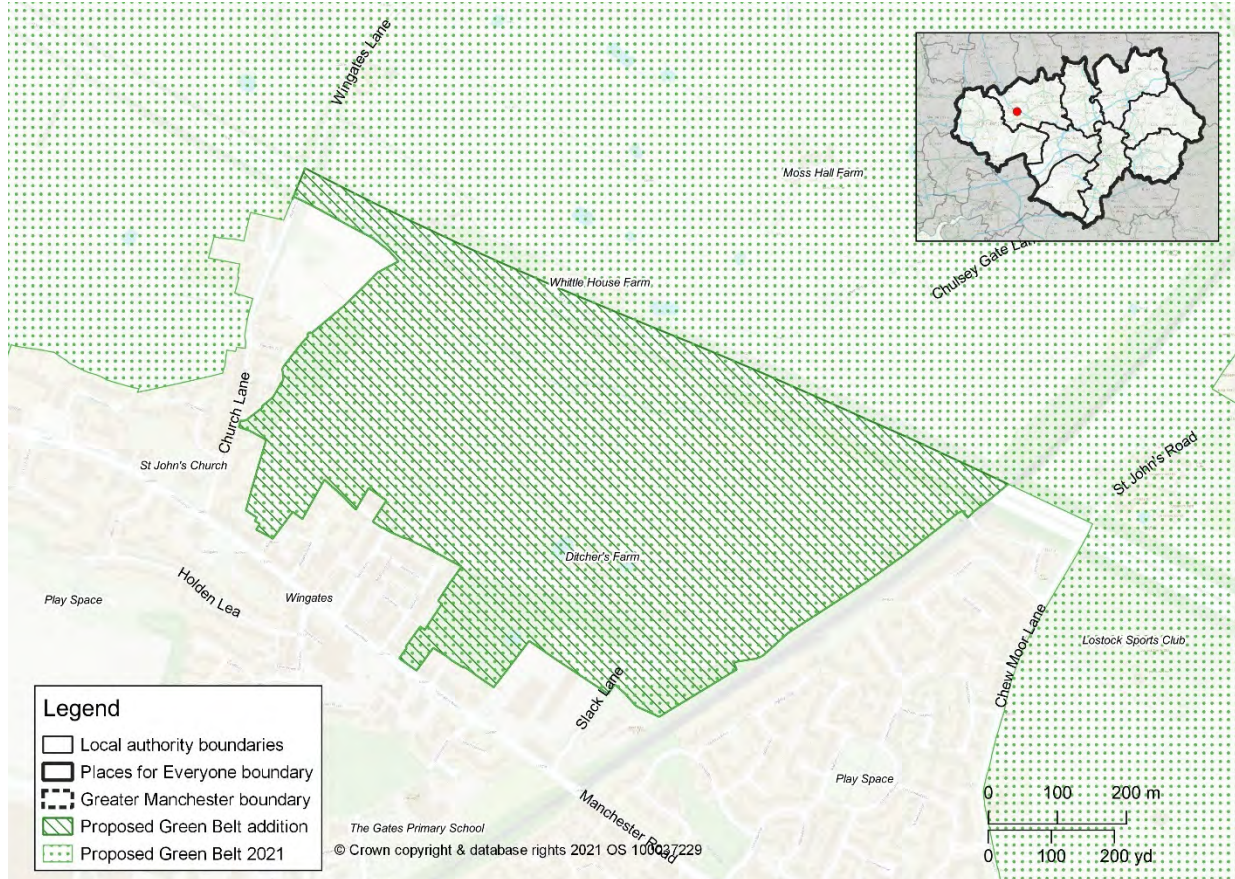 Wingates Lane
Moss Hall Farm
Whittle House Farm
Chulsey Gate Lan
Church Lane
St John's Church
St John's Road
Ditcher's Farm
Holden Lea
Play Space
Wingates
Lostock Sports Club
Chew Moor Lane
Slack Lane
Play Space
Manchester Road
The Gates Primary School
Legend
Local authority boundaries
Places for Everyone boundary
Greater Manchester boundary
Proposed Green Belt addition
Proposed Green Belt 2021
0 100 200 m
0 100 200 yd
© Crown copyright & database rights 2021 OS 100037229